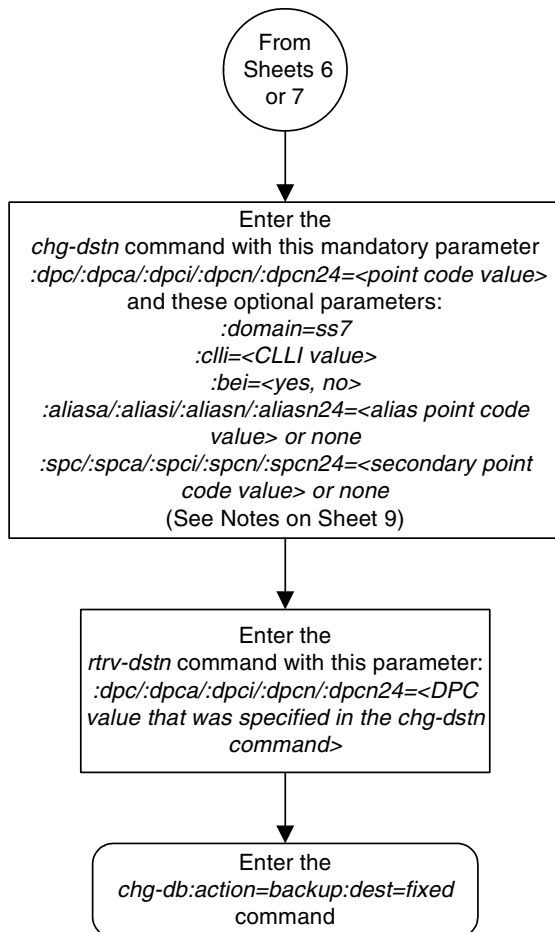 From
Sheets 6
or 7
Enter the
chg-dstn command with this mandatory parameter
:dpc/:dpca/:dpci/:dpcn/:dpcn24=<point code value>
and these optional parameters:
:domain=ss7
:clli=<CLLI value>
:bei=<yes, no>
:aliasa/:aliasi/:aliasn/:aliasn24=<alias point code
value> or none
:spc/:spca/:spci/:spcn/:spcn24=<secondary point
code value> or none
(See Notes on Sheet 9)
Enter the
rtrv-dstn command with this parameter:
:dpc/:dpca/:dpci/:dpcn/:dpcn24=<DPC
value that was specified in the chg-dstn
command>
Enter the
chg-db:action=backup:dest=fixed
command